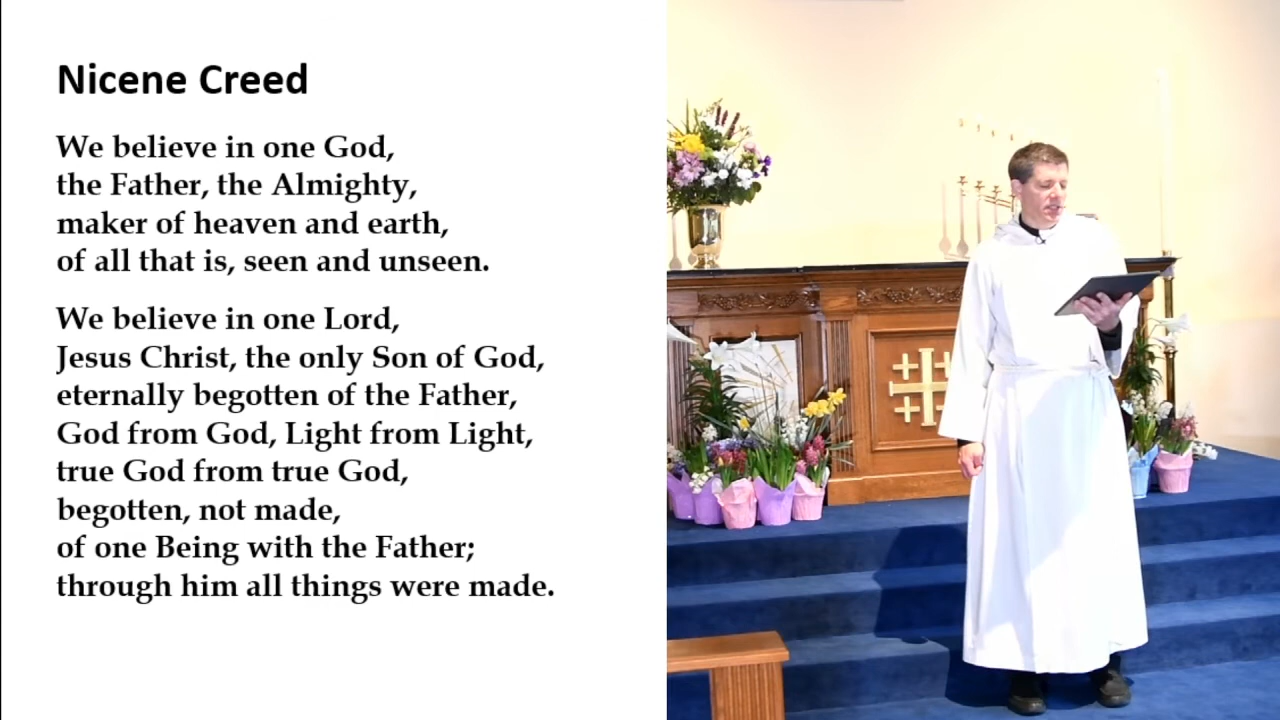 Nicene Creed
We believe in one God,
the Father, the Almighty,
maker of heaven and earth,
of all that is, seen and unseen.
We believe in one Lord,
Jesus Christ, the only Son of God,
eternally begotten of the Father,
God from God, Light from Light,
true God from true God,
begotten, not made,
of one Being with the Father;
through him all things were made.